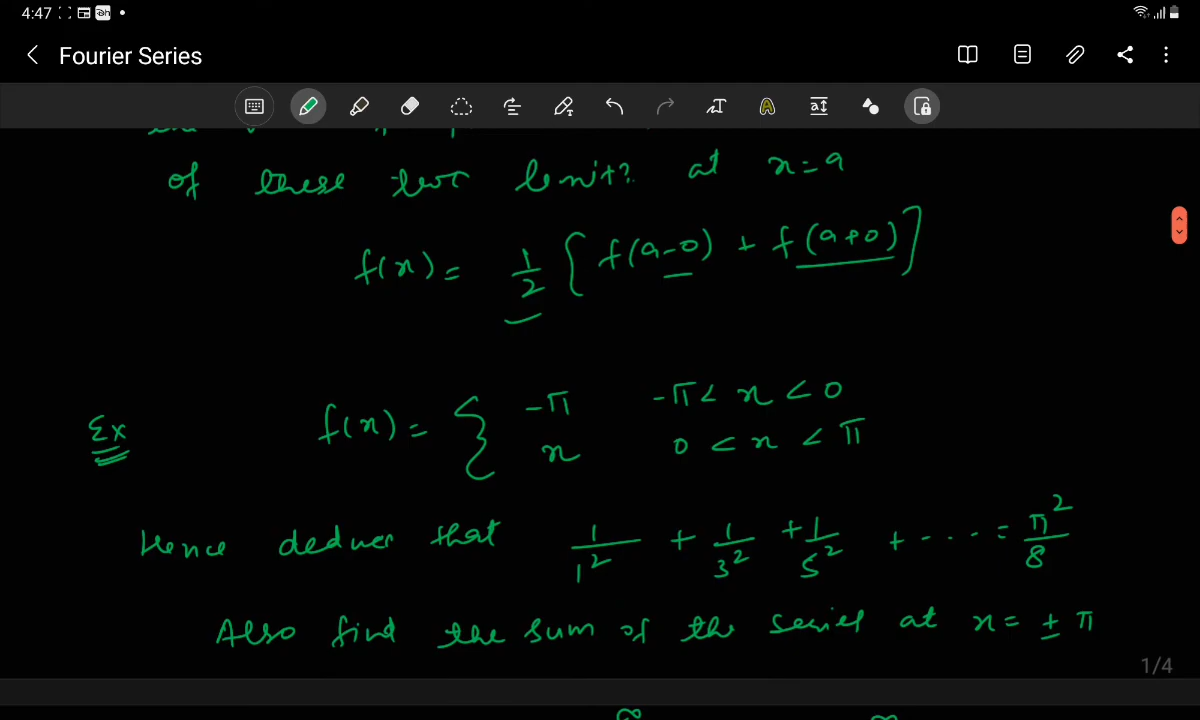 4:47
Fourier Series
of these two limit? at x=a
f(x) = 1/2 [ f(a-0) + f(a+0) ]
Ex f(x) = { -π -π < x < 0
x 0 < x < π
Hence deduce that 1/1² + 1/3² + 1/5² + .... = π²/8
Also find the sum of the series at x = ± π
1/4
∞ ∞